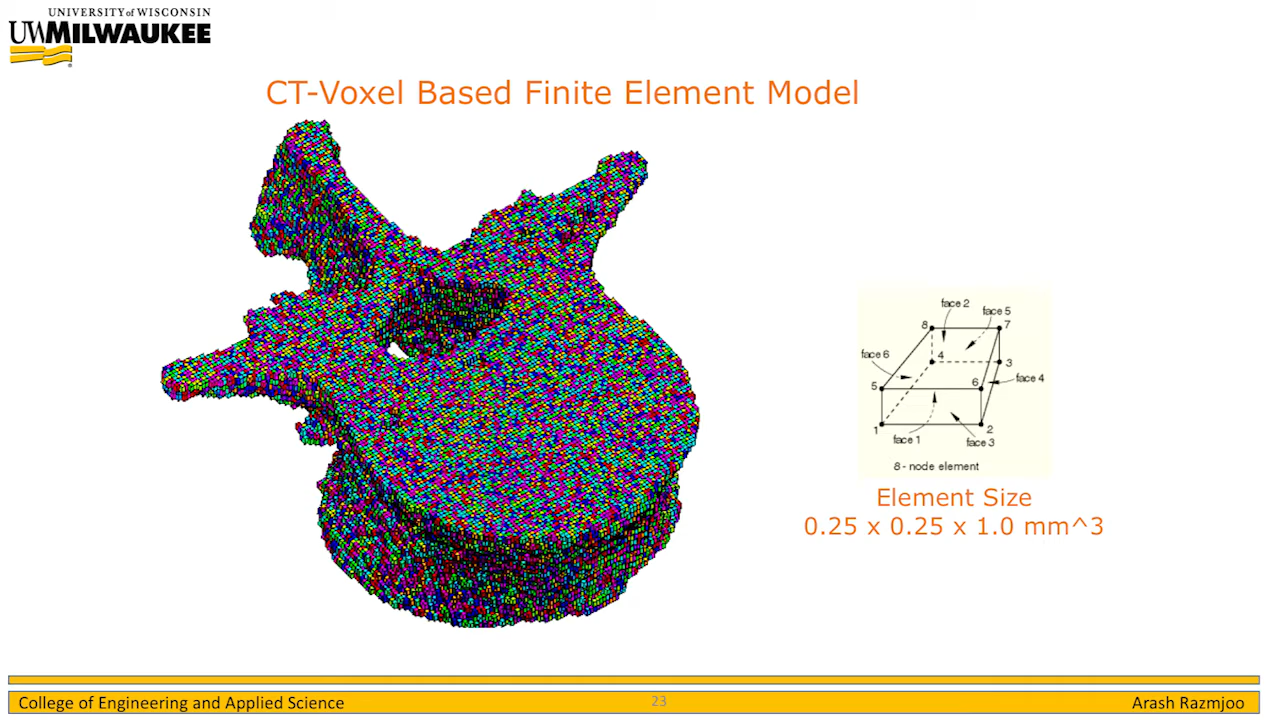 UNIVERSITY of WISCONSIN
UWMILWAUKEE
CT-Voxel Based Finite Element Model
face 2
face 5
8
7
face 6
4
3
face 4
5
6
1
2
face 1
face 3
8 - node element
Element Size
0.25 x 0.25 x 1.0 mm^3
College of Engineering and Applied Science
23
Arash Razmjoo